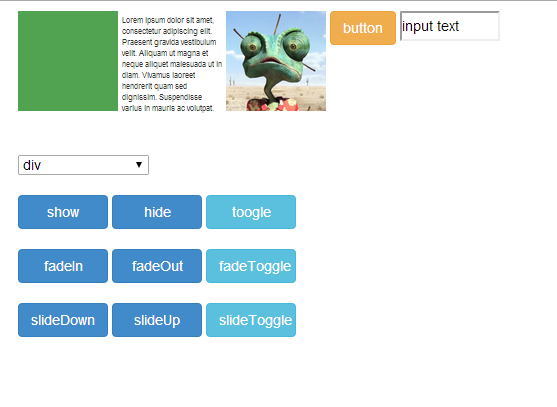 Lorem ipsum dolor sit amet,
consectetur adipiscing elit.
Praesent gravida vestibulum
velit. Aliquam ut magna et
neque aliquet malesuada ut in
diam. Vivamus laoreet
hendrerit quam sed
dignissim. Suspendisse
varius in mauris ac volutpat.
button
input text
div
show
hide
toogle
fadeIn
fadeOut
fadeToggle
slideDown
slideUp
slideToggle